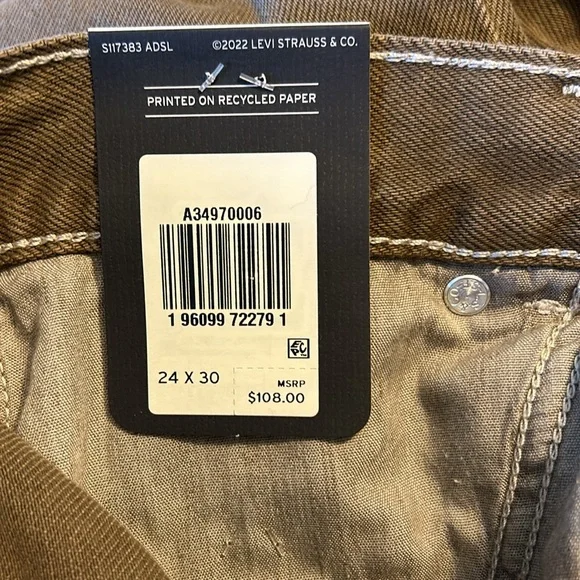 S117383 ADSL ©2022 LEVI STRAUSS & CO.
PRINTED ON RECYCLED PAPER
A34970006
1 96099 72279 1
24 X 30
MSRP
$108.00